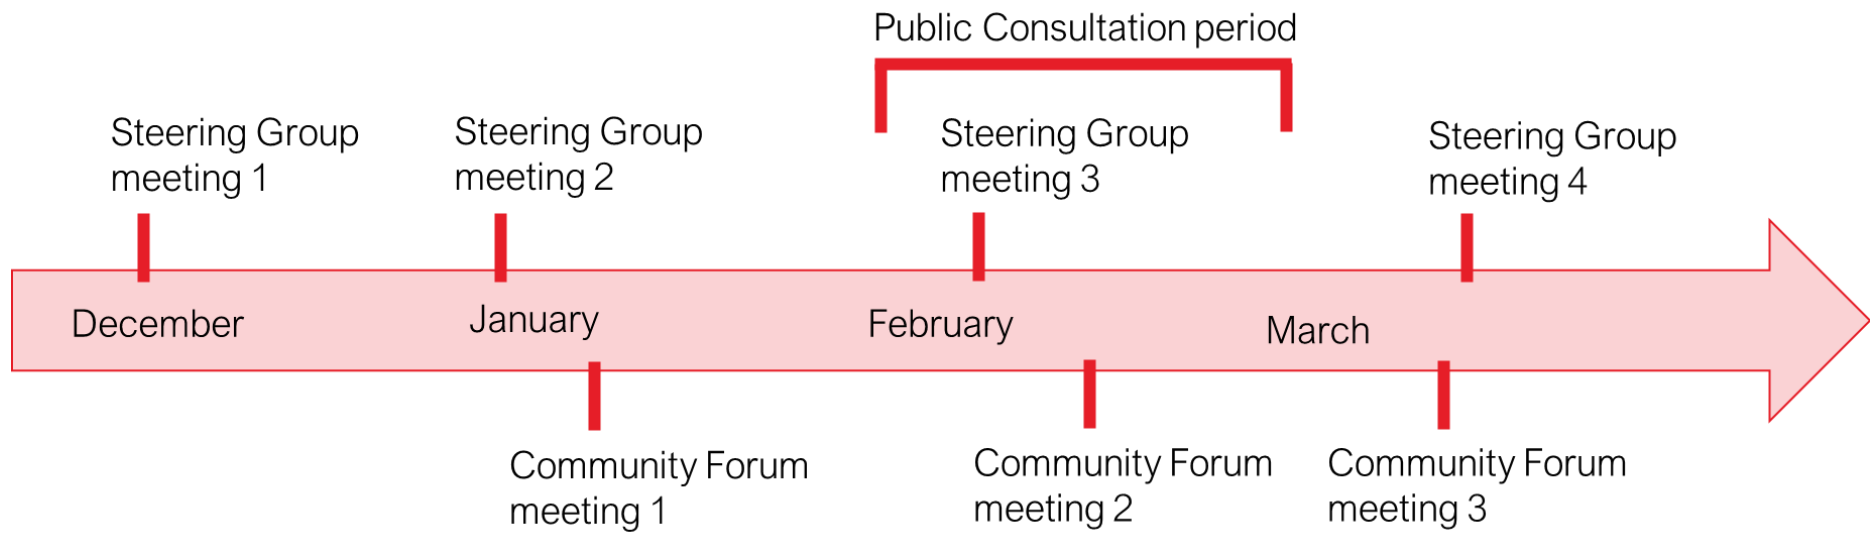 Public Consultation period
Steering Group
meeting 1
Steering Group
meeting 2
Steering Group
meeting 3
Steering Group
meeting 4
December
January
February
March
Community Forum
meeting 1
Community Forum
meeting 2
Community Forum
meeting 3